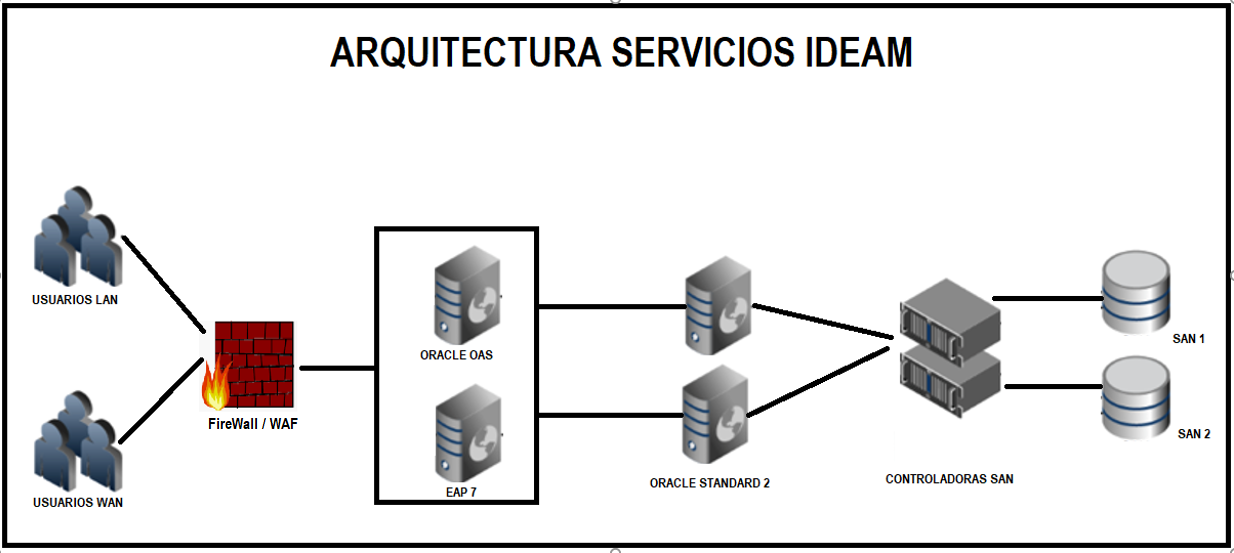 ARQUITECTURA SERVICIOS IDEAM
USUARIOS LAN
USUARIOS WAN
FireWall / WAF
ORACLE OAS
EAP 7
ORACLE STANDARD 2
CONTROLADORAS SAN
SAN 1
SAN 2